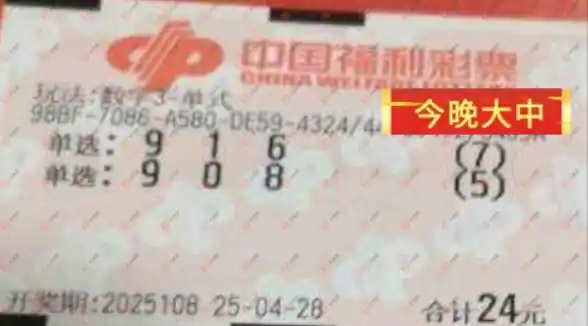 中国福利彩票
CHINA WELFARE
玩法:数字3-单式
今晚大中
98BF-7086-A580-DE59-4324/44
单选: 9 1 6 (7)
单选: 9 0 8 (5)
开奖期:2025108 25-04-28 合计24元